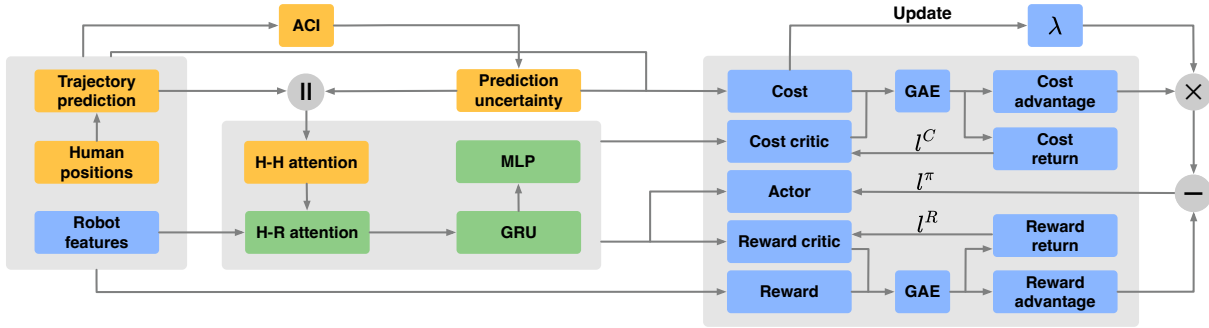 Update
ACI
λ
Trajectory
prediction
||
Prediction
uncertainty
Cost
GAE
Cost
advantage
×
Human
positions
H-H attention
MLP
Cost critic
l^C
Cost
return
Actor
l^π
−
Robot
features
H-R attention
GRU
Reward critic
l^R
Reward
return
Reward
GAE
Reward
advantage